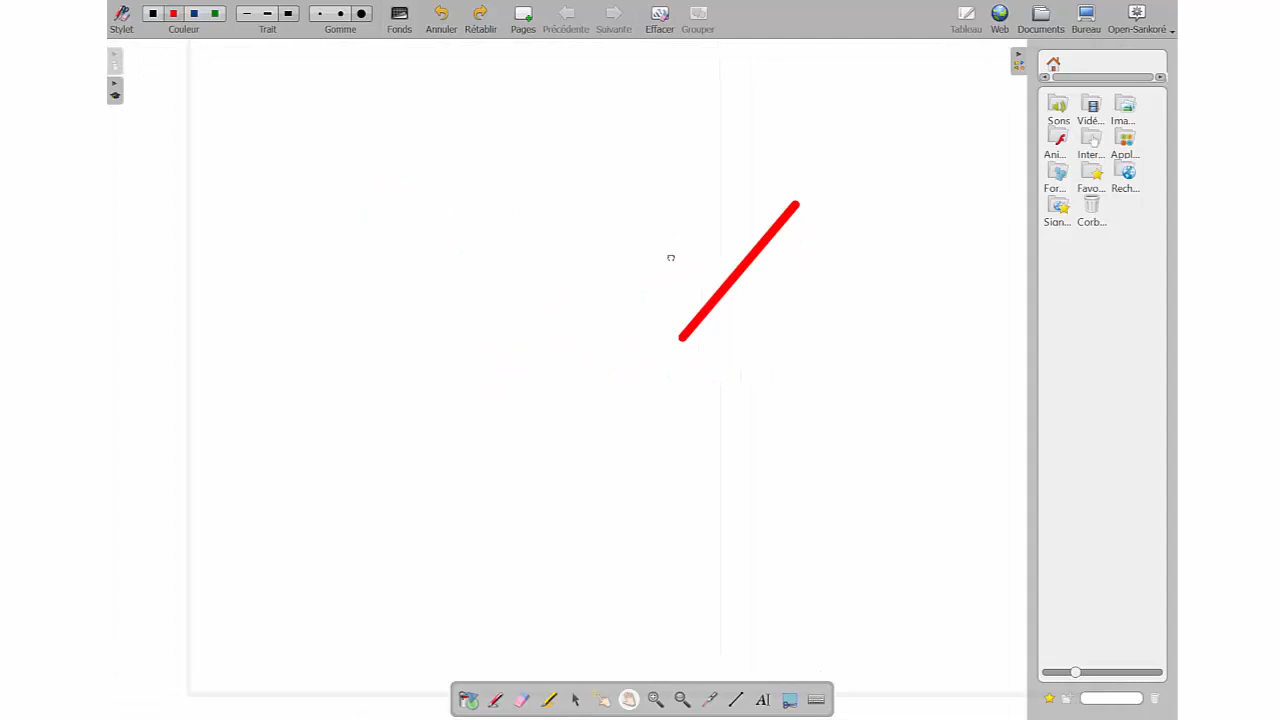 Stylet Couleur Trait Gomme Fonds Annuler Rétablir Pages Précédente Suivante Effacer Grouper Tableau Web Documents Bureau Open-Sankoré
Sons Vidé... Ima...
Ani... Inter... Appl...
For... Favo... Rech...
Sign... Corb...
AI